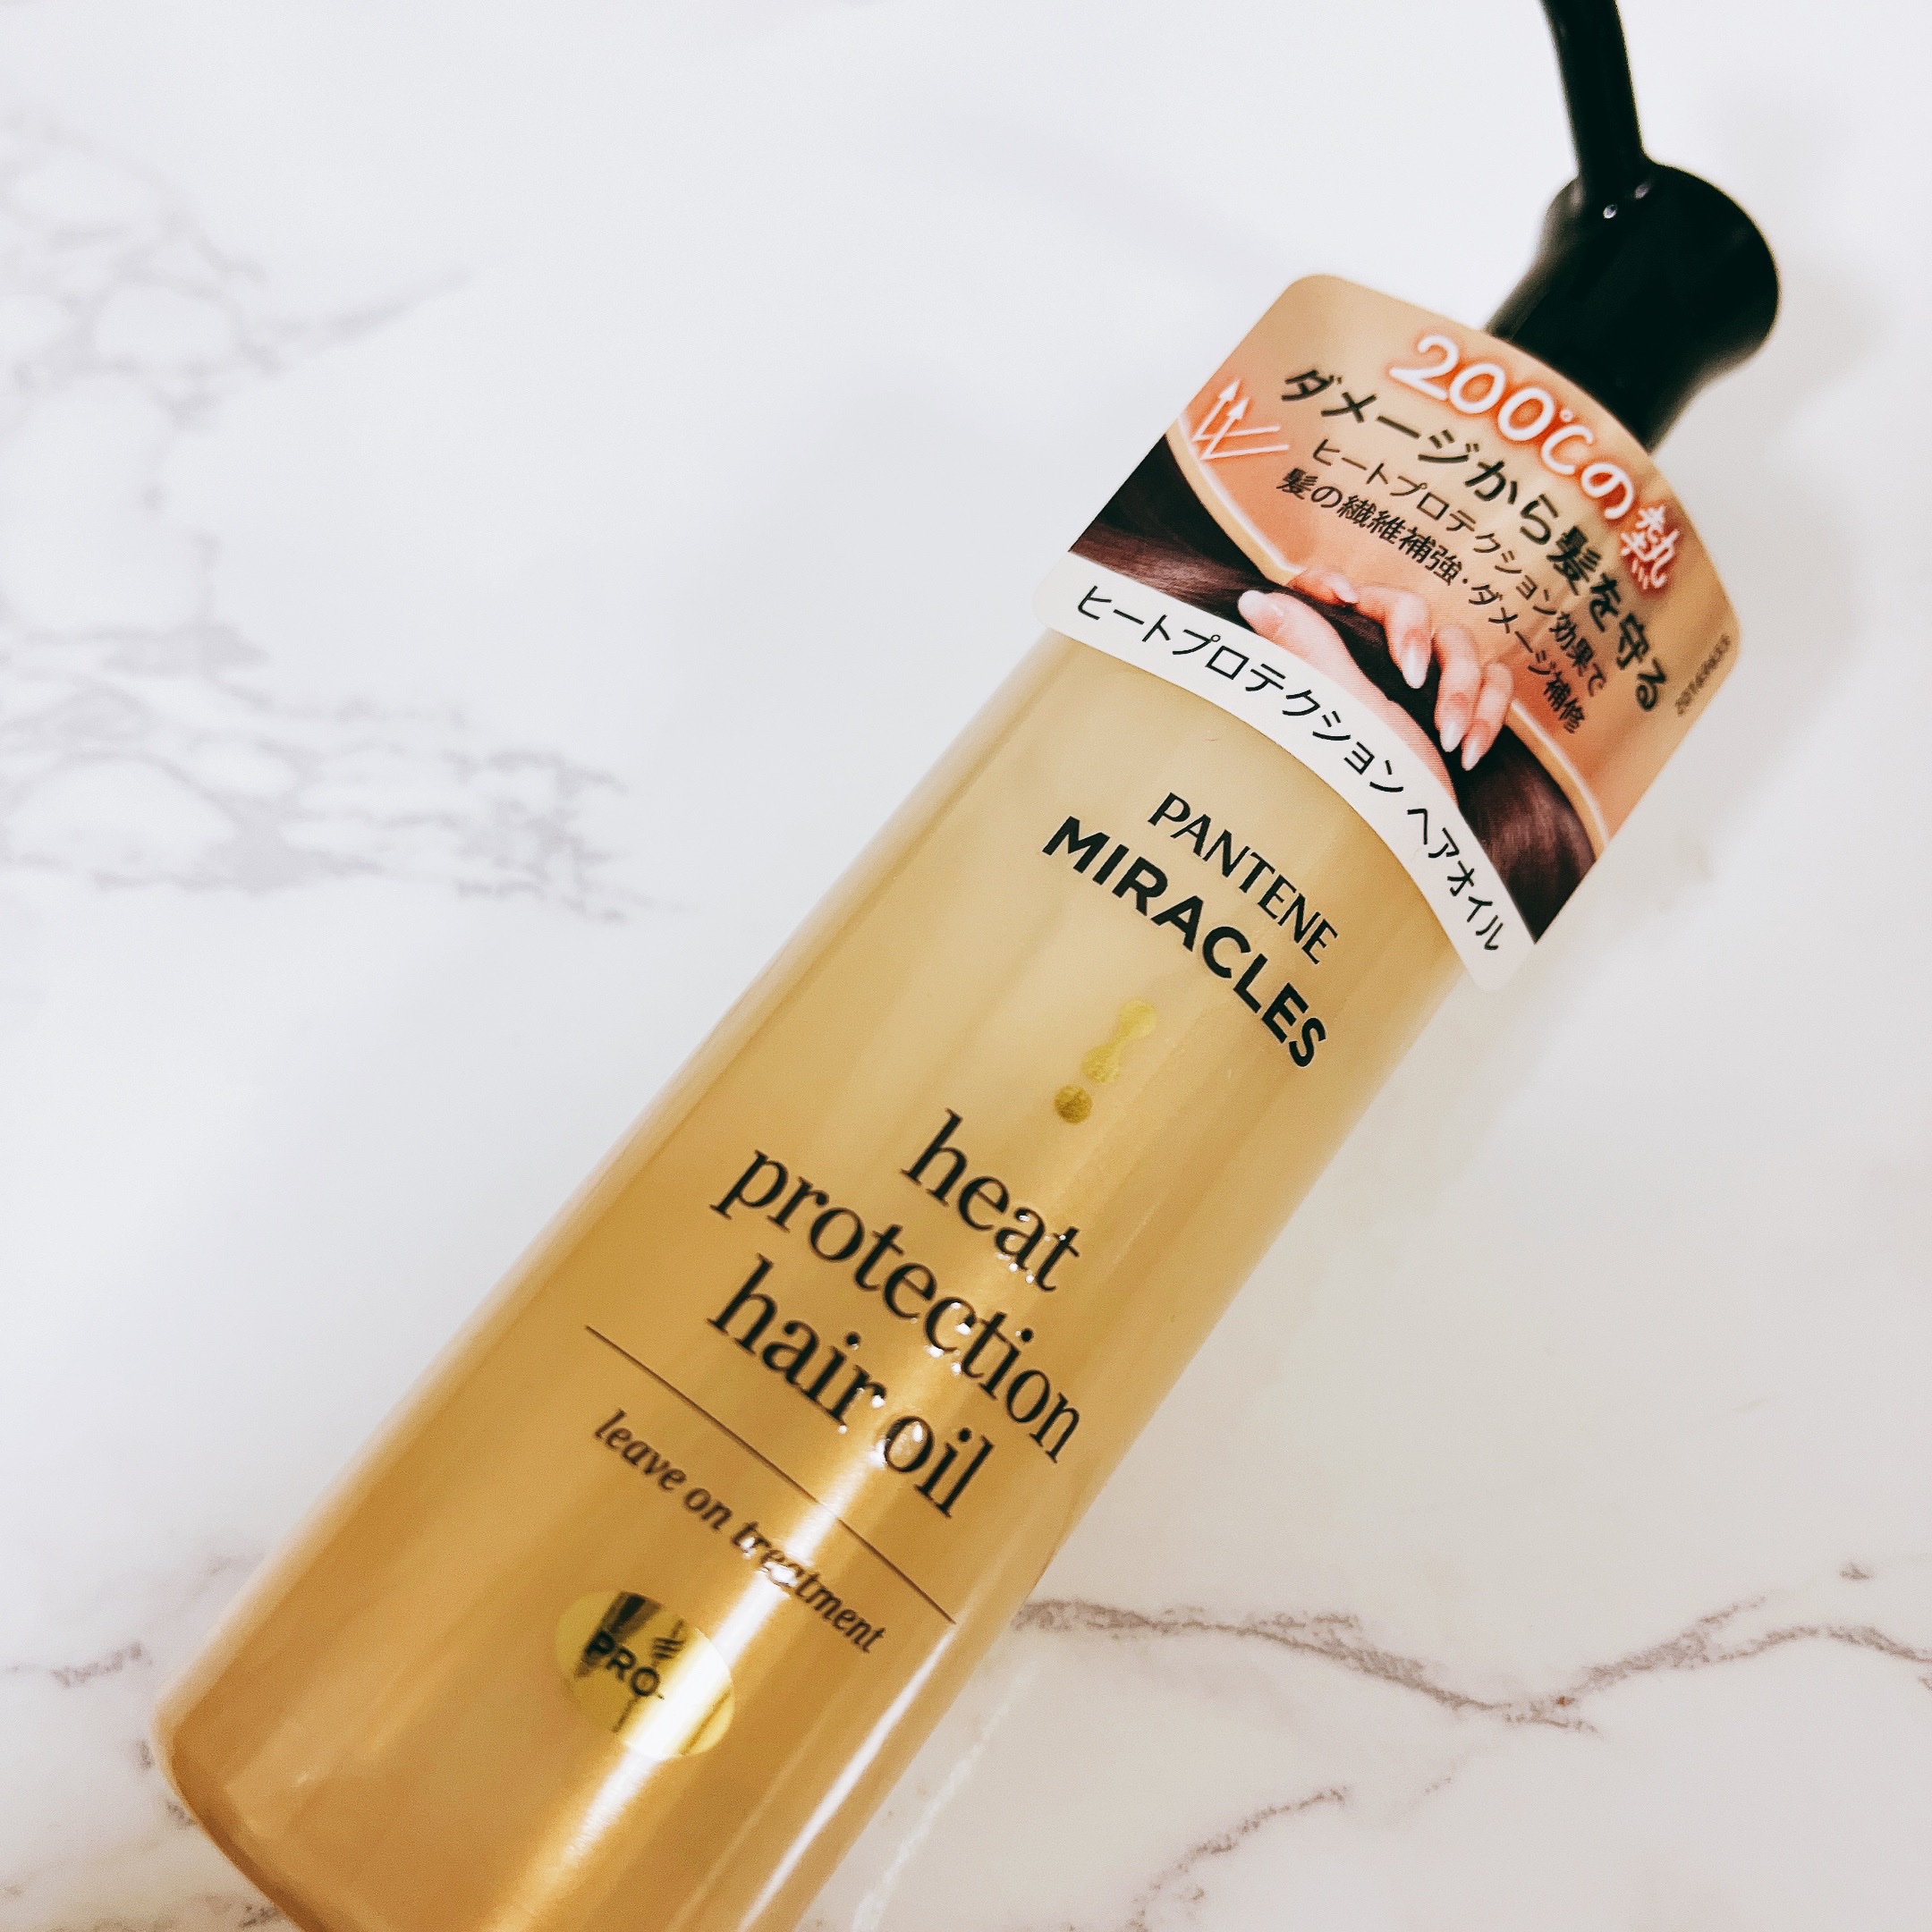 200℃の熱
ダメージから髪を守る
ヒートプロテクション効果で
髪の繊維補強・ダメージ補修
ヒートプロテクション ヘアオイル
PANTENE
MIRACLES
heat
protection
hair oil
leave on treatment
PRO-